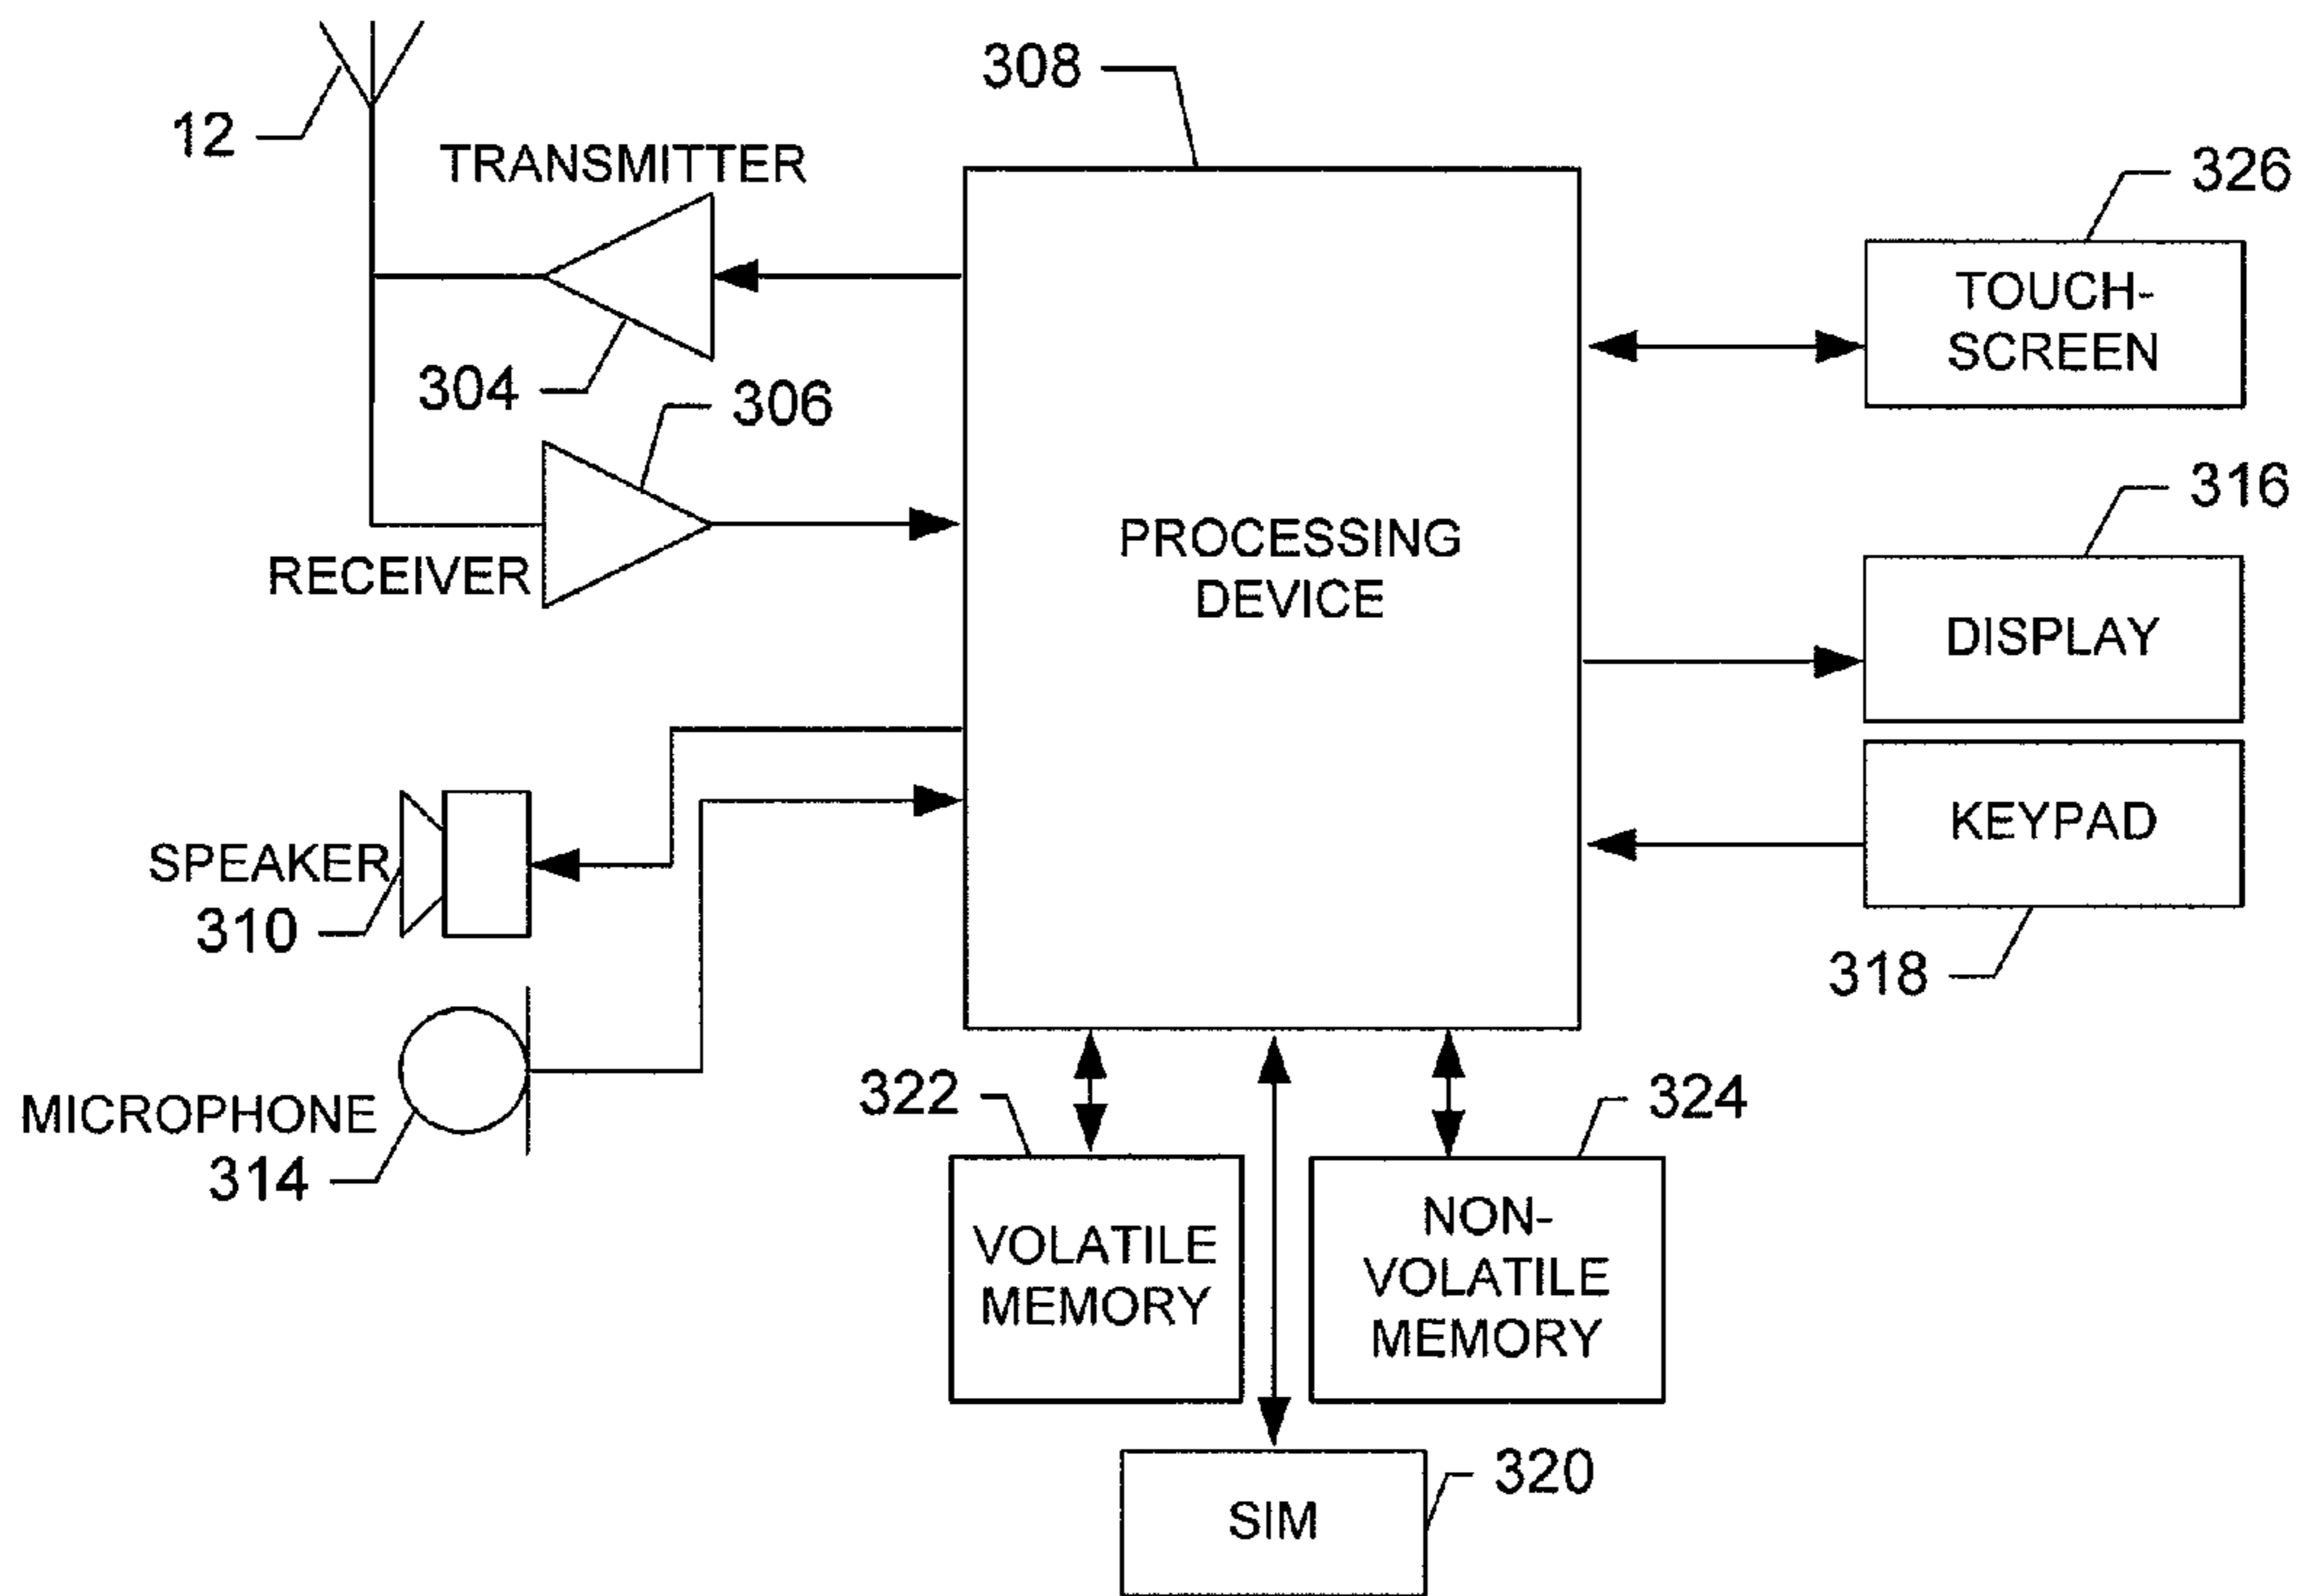 308
12
TRANSMITTER
326
TOUCH-
SCREEN
304
306
316
PROCESSING
DEVICE
RECEIVER
DISPLAY
KEYPAD
SPEAKER
310
318
322
324
MICROPHONE
314
VOLATILE
MEMORY
NON-
VOLATILE
MEMORY
320
SIM